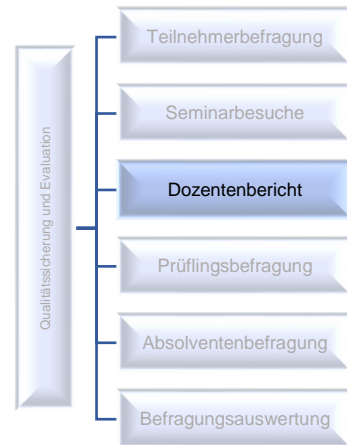 Qualitätssicherung und Evaluation
Teilnehmerbefragung
Seminarbesuche
Dozentenbericht
Prüflingsbefragung
Absolventenbefragung
Befragungsauswertung